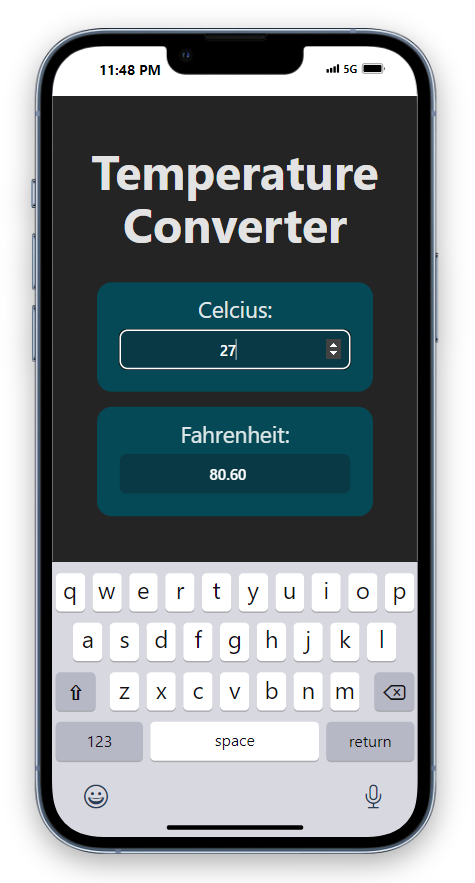 11:48 PM 5G
Temperature
Converter
Celcius:
27
Fahrenheit:
80.60
q w e r t y u i o p
a s d f g h j k l
z x c v b n m
123 space return